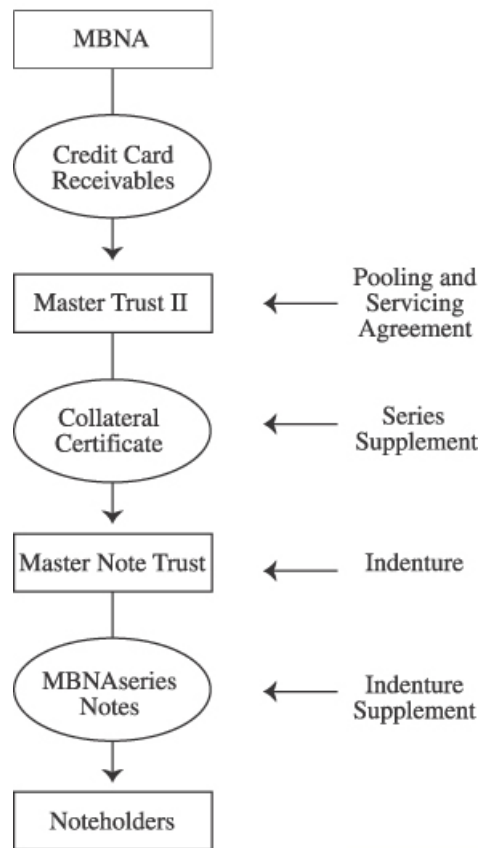 MBNA
Credit Card
Receivables
Master Trust II
Pooling and
Servicing
Agreement
Collateral
Certificate
Series
Supplement
Master Note Trust
Indenture
MBNAseries
Notes
Indenture
Supplement
Noteholders